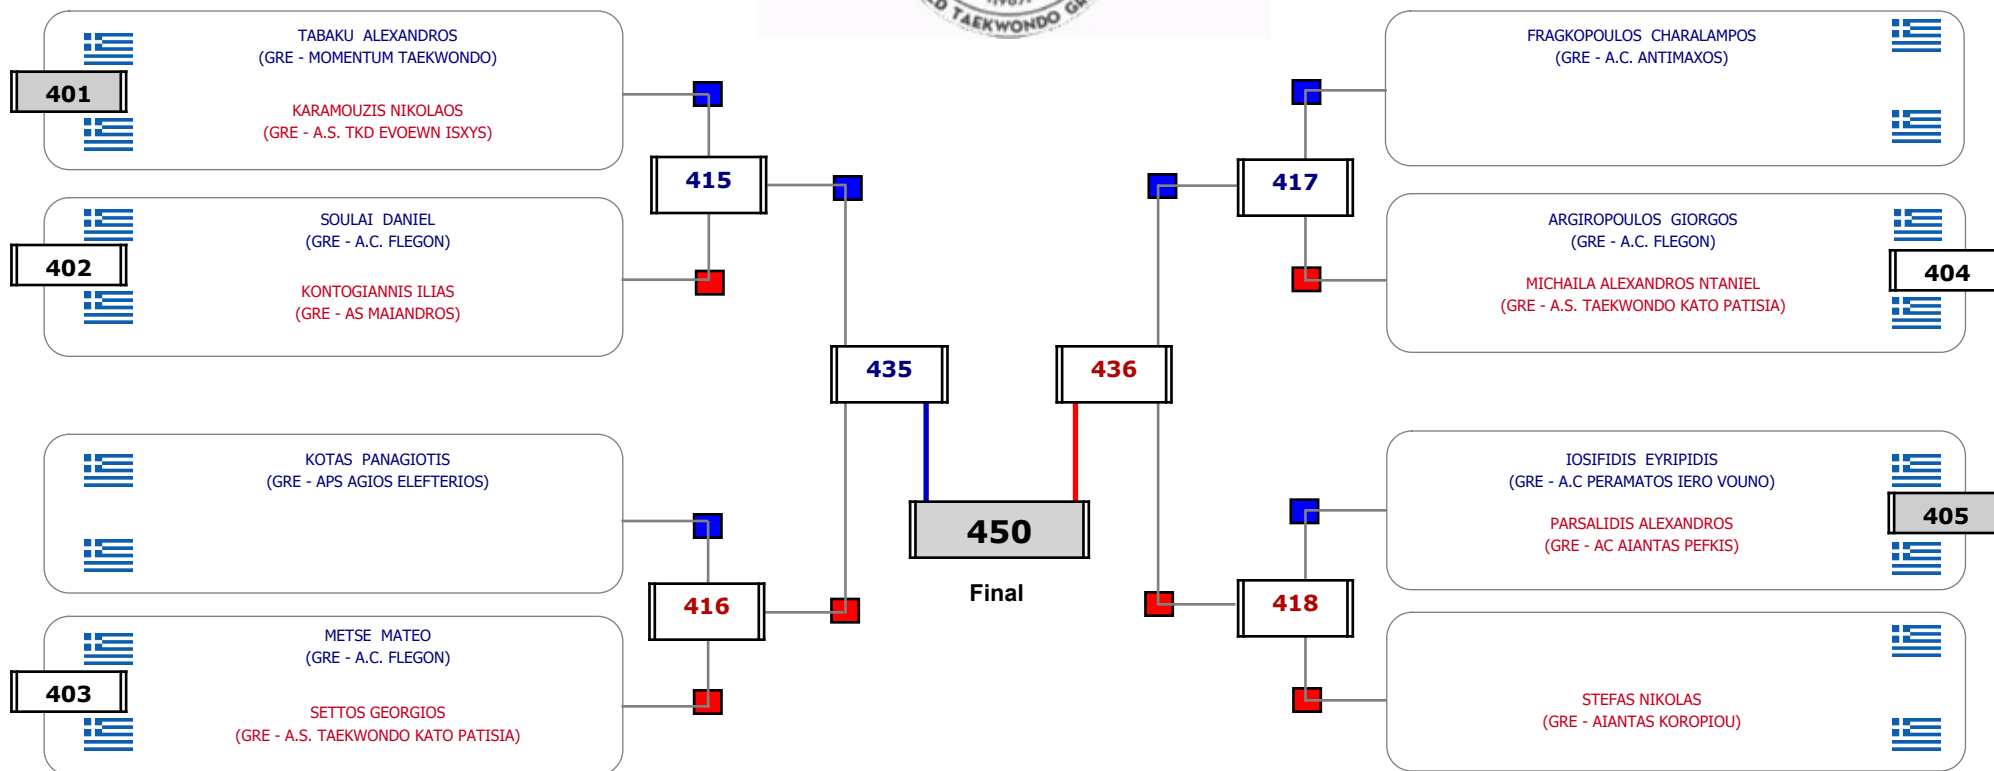 TAEKWONDO
TABAKU ALEXANDROS
(GRE - MOMENTUM TAEKWONDO)
401
KARAMOUZIS NIKOLAOS
(GRE - A.S. TKD EVOEWN ISXYS)
415
SOULAI DANIEL
(GRE - A.C. FLEGON)
402
KONTOGIANNIS ILIAS
(GRE - AS MAIANDROS)
435
KOTAS PANAGIOTIS
(GRE - APS AGIOS ELEFTERIOS)
416
METSE MATEO
(GRE - A.C. FLEGON)
403
SETTOS GEORGIOS
(GRE - A.S. TAEKWONDO KATO PATISIA)
450
Final
FRAGKOPOULOS CHARALAMPOS
(GRE - A.C. ANTIMAXOS)
417
ARGIROPOULOS GIORGOS
(GRE - A.C. FLEGON)
404
MICHAILA ALEXANDROS NTANIEL
(GRE - A.S. TAEKWONDO KATO PATISIA)
436
IOSIFIDIS EYRIPIDIS
(GRE - A.C PERAMATOS IERO VOUNO)
405
PARSALIDIS ALEXANDROS
(GRE - AC AIANTAS PEFKIS)
418
STEFAS NIKOLAS
(GRE - AIANTAS KOROPIOU)